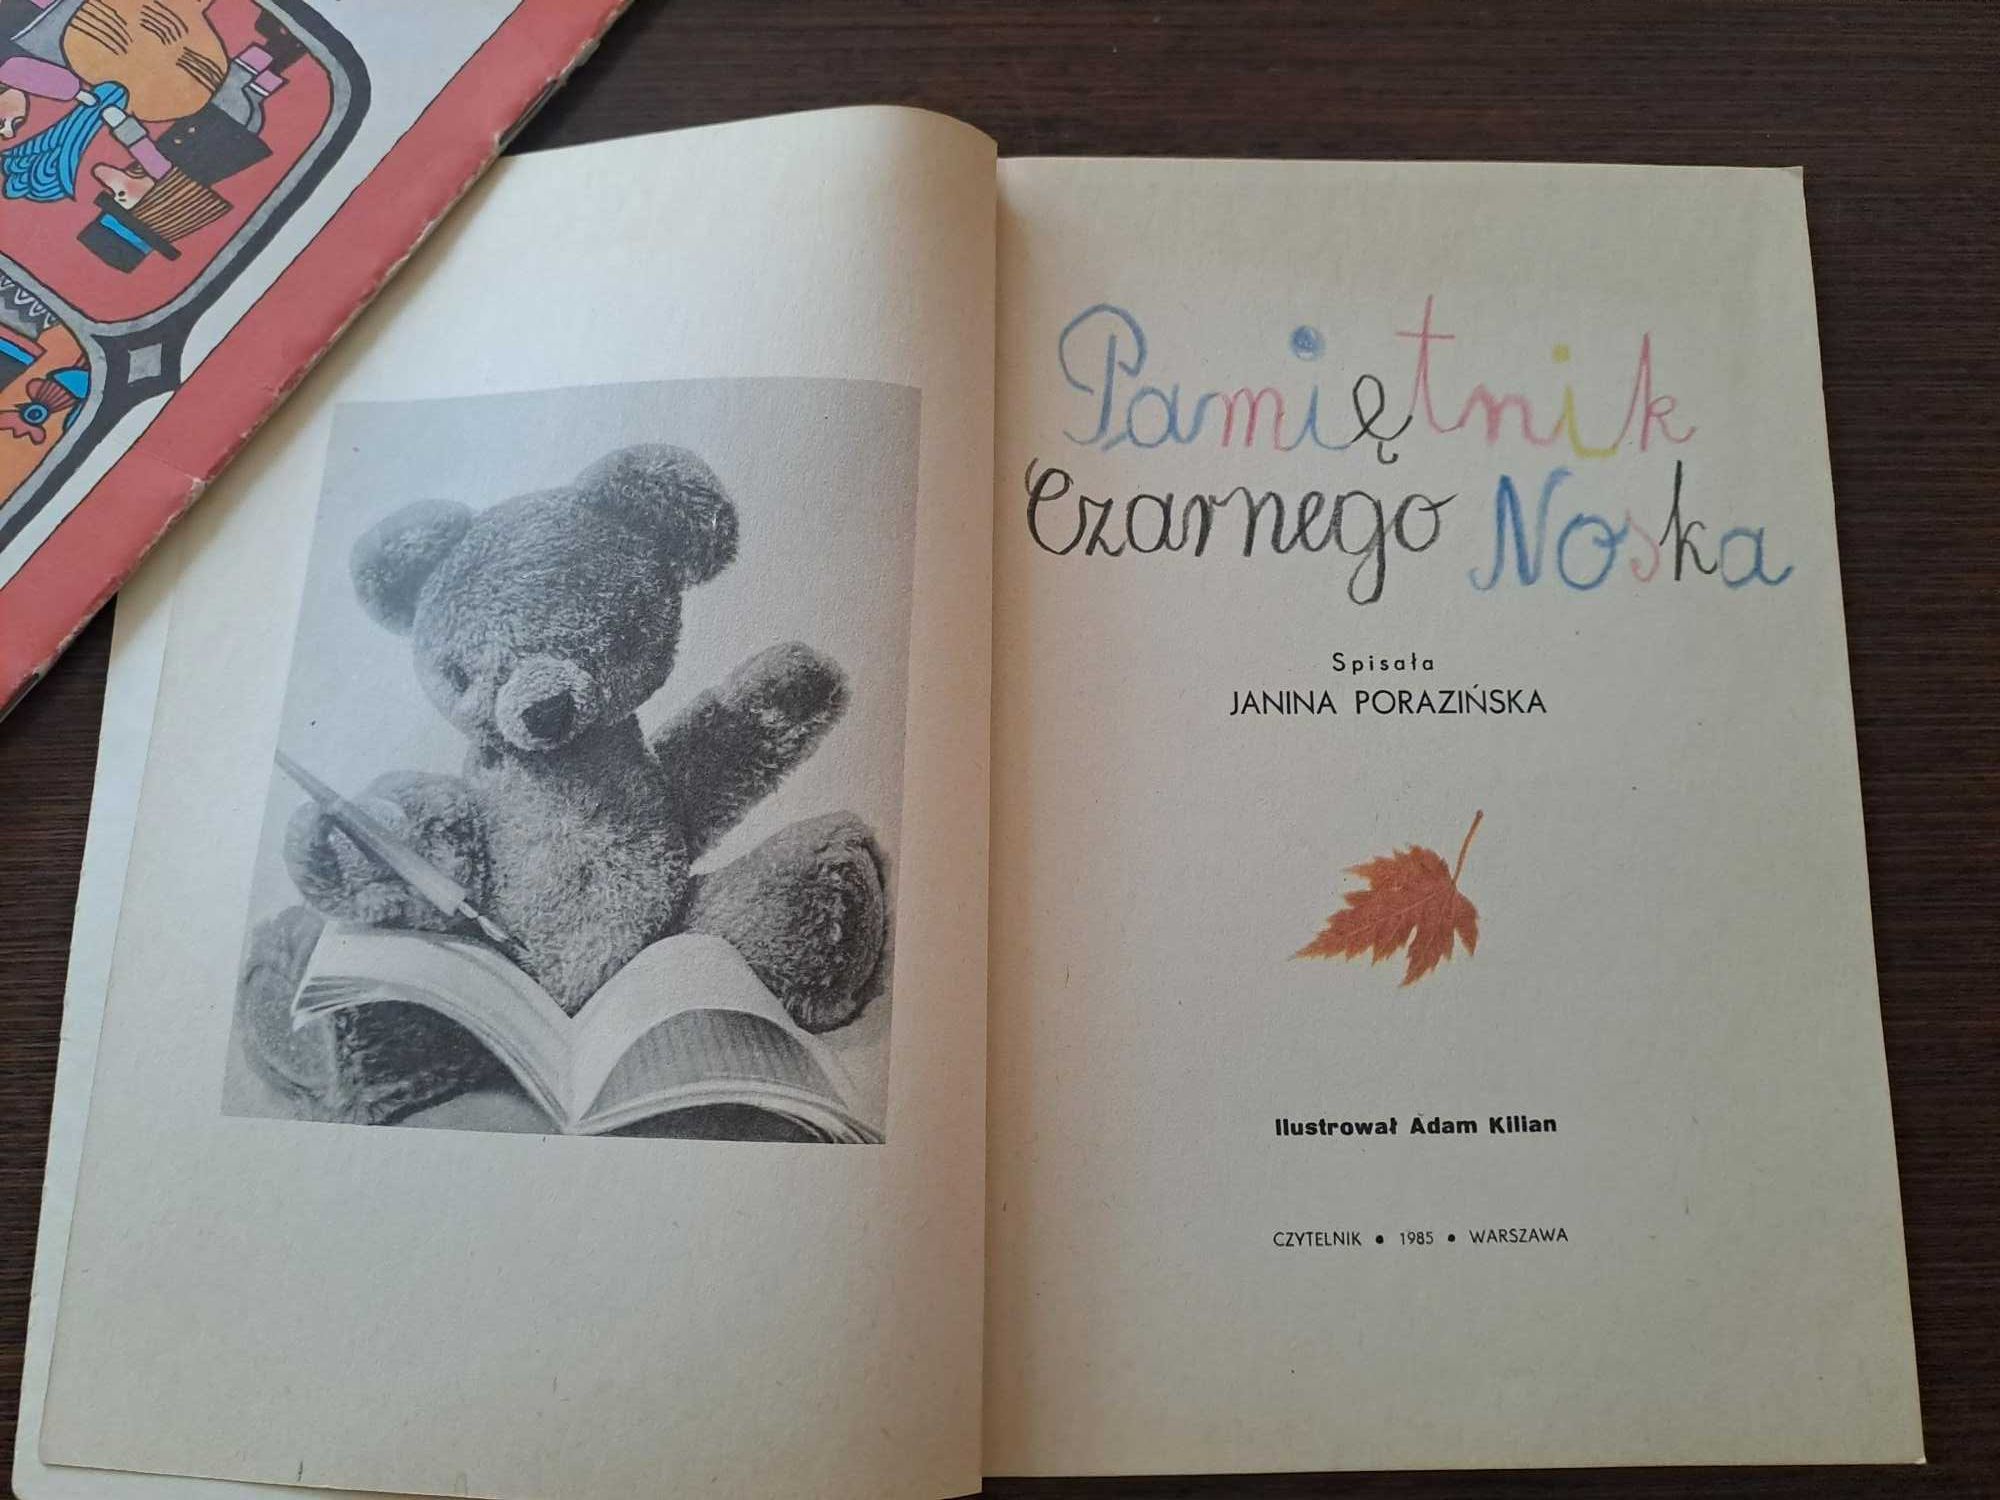 Pamiętnik
Czarnego Noska
Spisała
JANINA PORAZIŃSKA
Ilustrował Adam Kilian
CZYTELNIK • 1985 • WARSZAWA